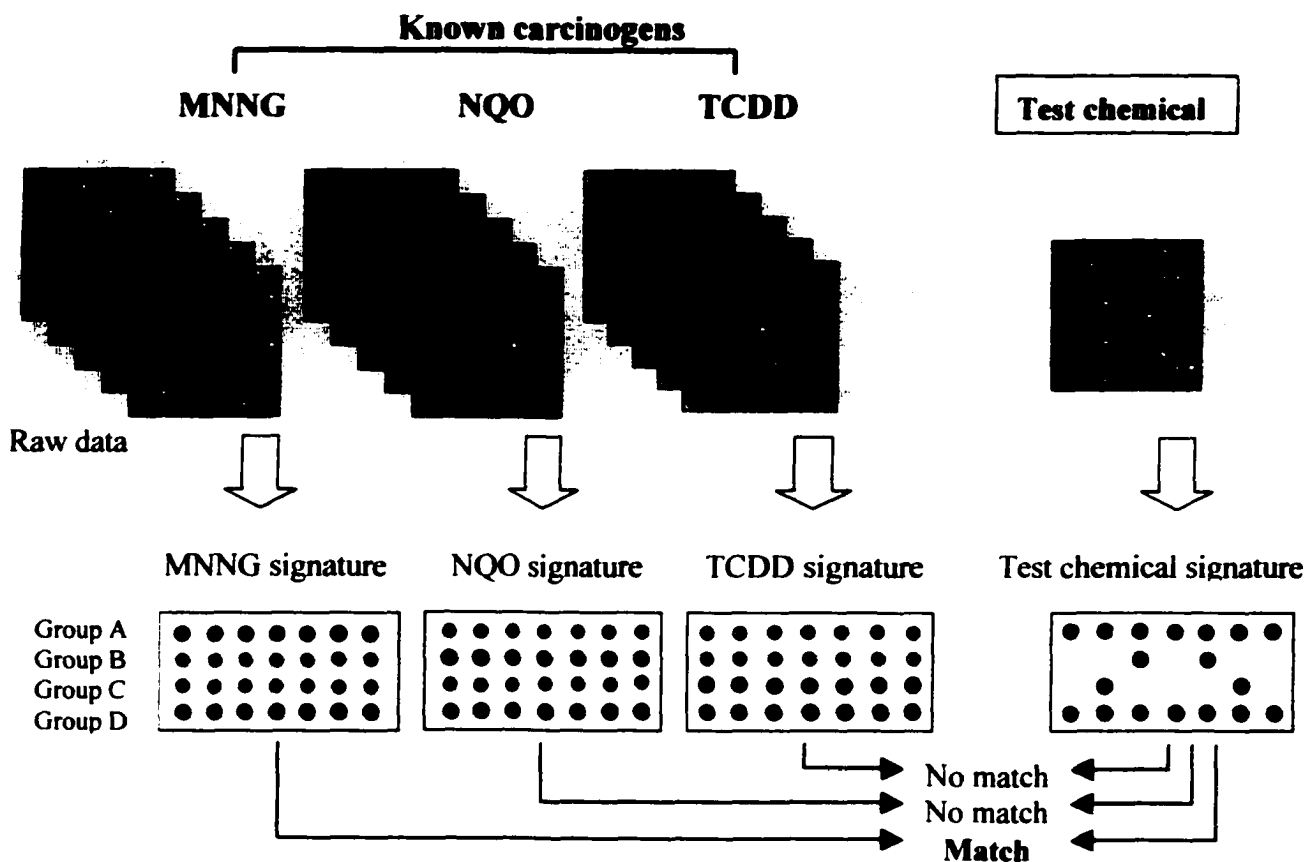 Known carcinogens
MNNG NQO TCDD Test chemical
Raw data
MNNG signature NQO signature TCDD signature Test chemical signature
Group A
Group B
Group C
Group D
No match
No match
Match